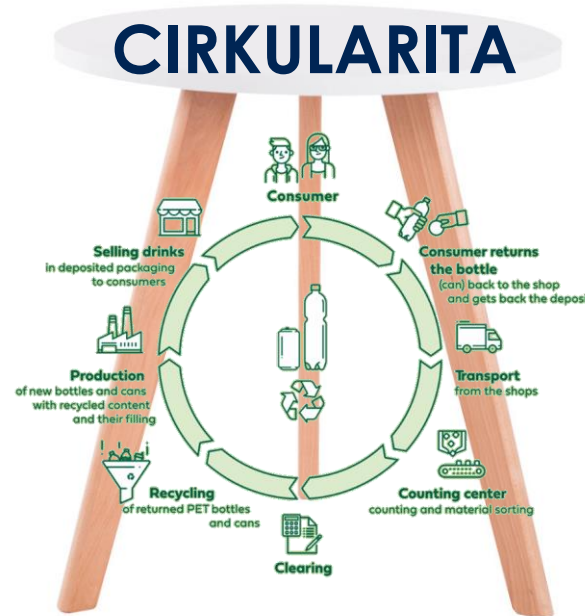 CIRKULARITA
Consumer
Consumer returns
the bottle
(can) back to the shop
and gets back the deposi
Transport
from the shops
Counting center
counting and material sorting
Clearing
Recycling
of returned PET bottles
and cans
Production
of new bottles and cans
with recycled content
and their filling
Selling drinks
in deposited packaging
to consumers